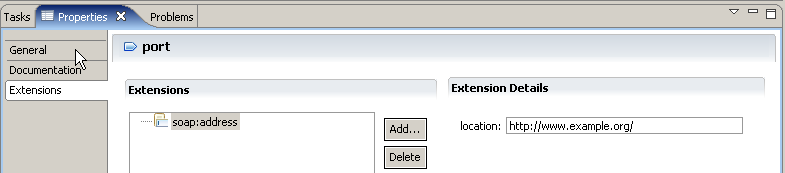 Tasks Properties Problems
General
Documentation
Extensions
port
Extensions
soap:address
Add...
Delete
Extension Details
location: http://www.example.org/